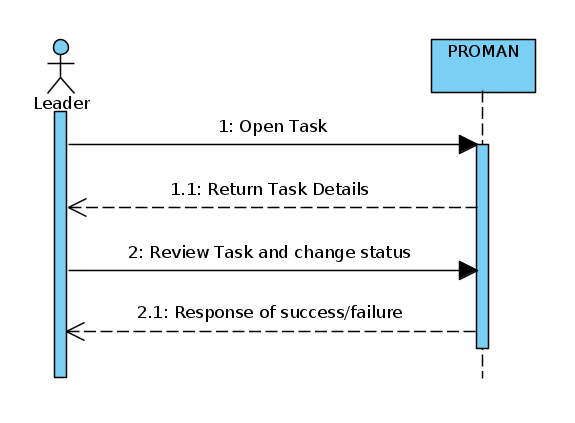 PROMAN
Leader
1: Open Task
1.1: Return Task Details
2: Review Task and change status
2.1: Response of success/failure